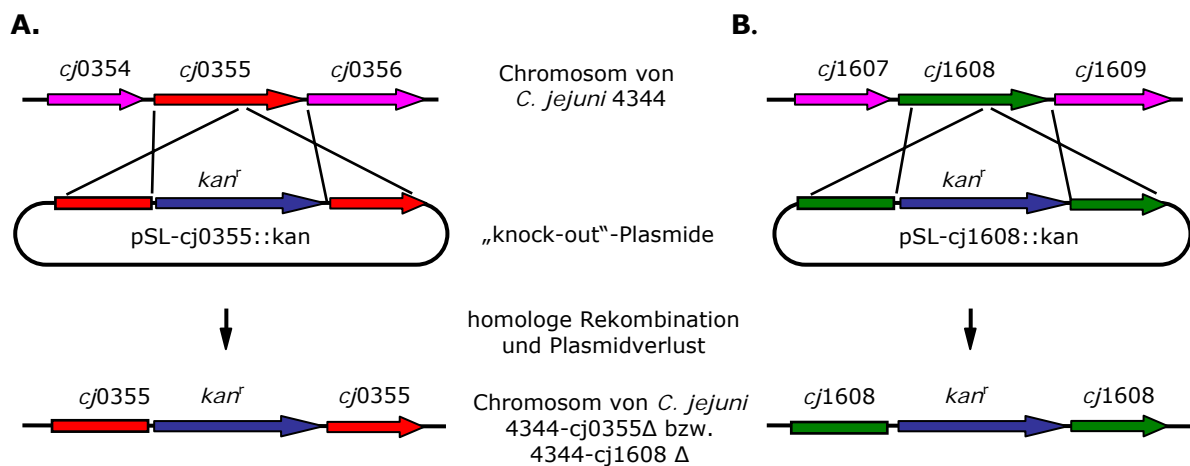 A.
B.
cj0354 cj0355 cj0356
Chromosom von
C. jejuni 4344
cj1607 cj1608 cj1609
kanʳ
pSL-cj0355::kan
„knock-out“-Plasmide
kanʳ
pSL-cj1608::kan
homologe Rekombination
und Plasmidverlust
cj0355 kanʳ cj0355
Chromosom von C. jejuni
4344-cj0355Δ bzw.
4344-cj1608 Δ
cj1608 kanʳ cj1608